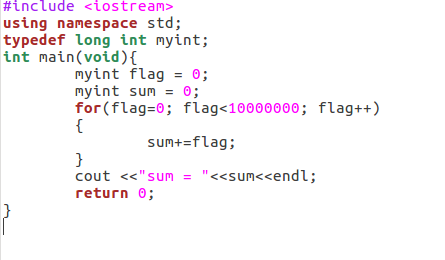 #include <iostream>
using namespace std;
typedef long int myint;
int main(void){
        myint flag = 0;
        myint sum = 0;
        for(flag=0; flag<10000000; flag++)
        {
                sum+=flag;
        }
        cout <<"sum = "<<sum<<endl;
        return 0;
}